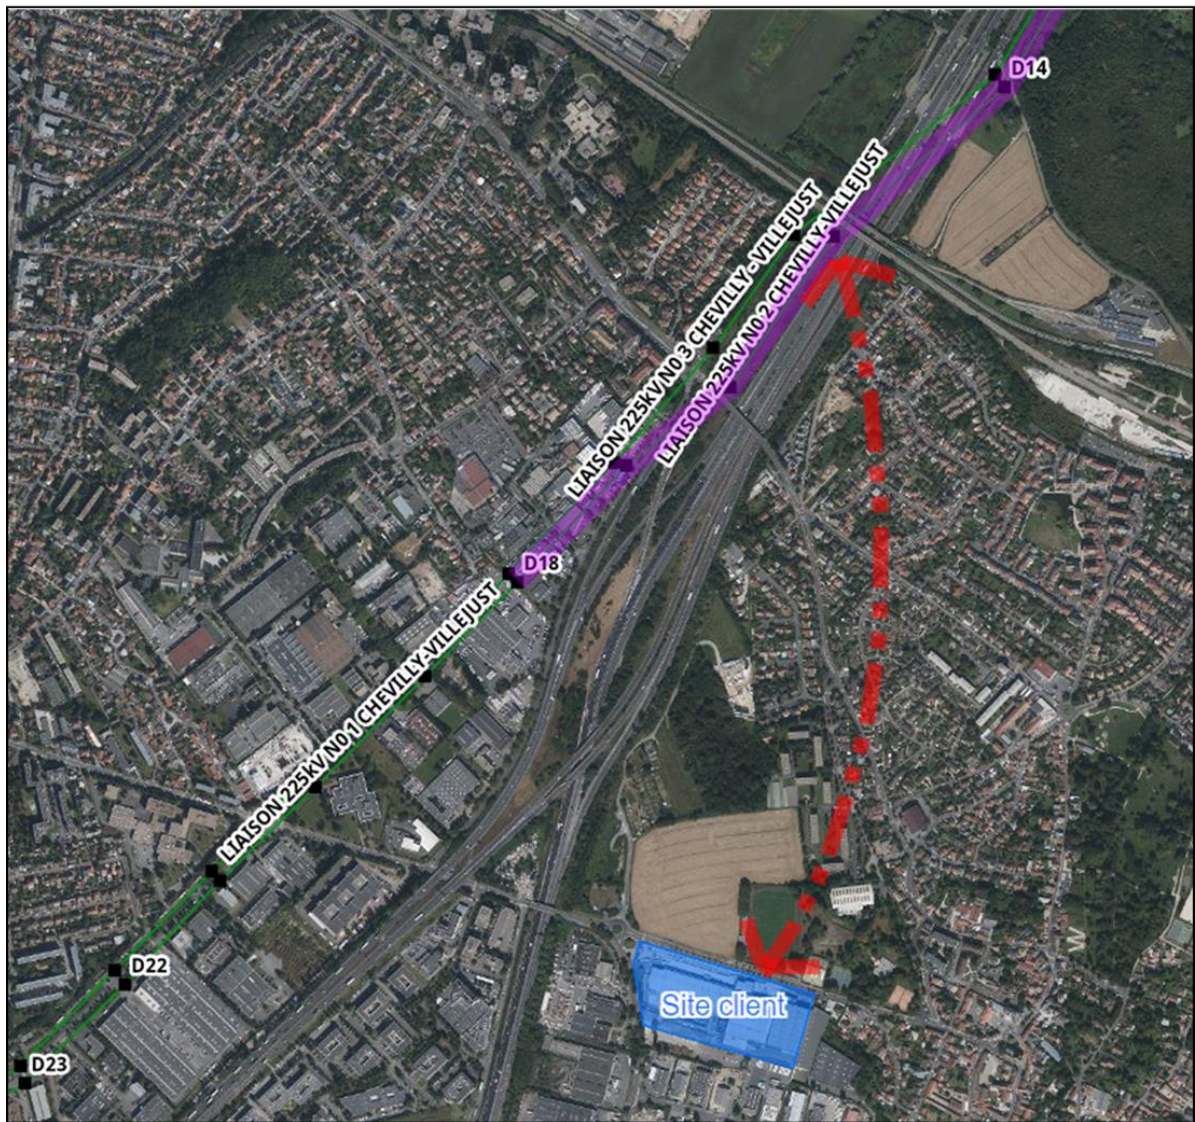 D14
LIAISON 225kV N0 3 CHEVILLY - VILLEJUST
LIAISON 225kV N0 2 CHEVILLY-VILLEJUST
D18
LIAISON 225kV N0 1 CHEVILLY-VILLEJUST
D22
Site client
D23